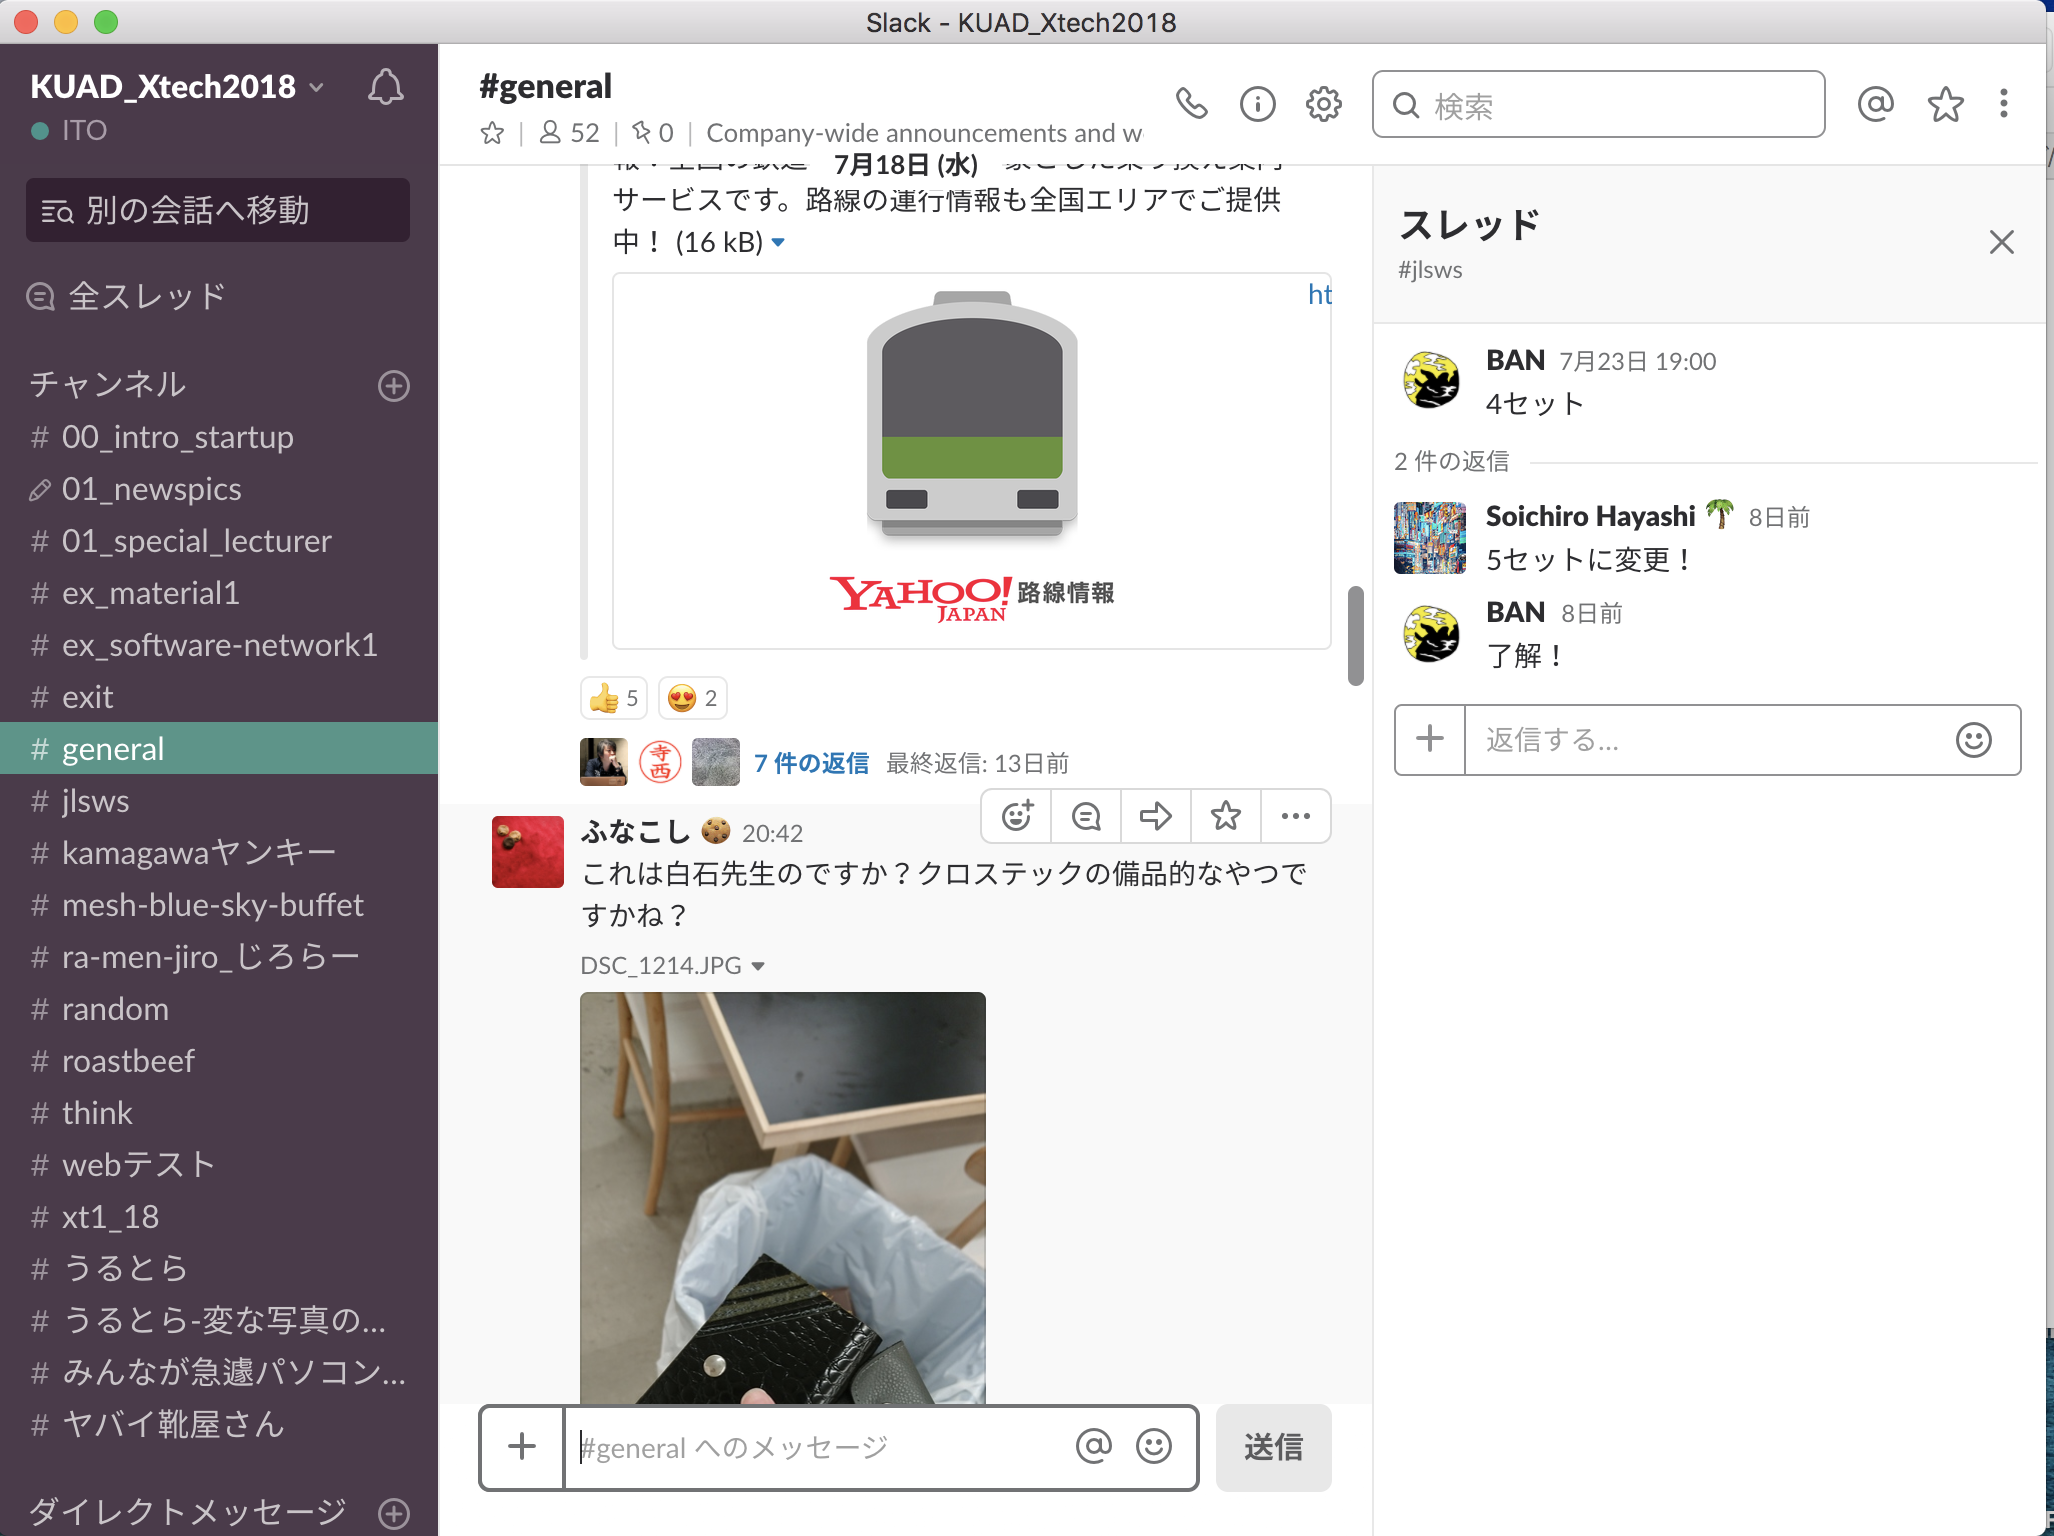 Slack - KUAD_Xtech2018
KUAD_Xtech2018
ITO
別の会話へ移動
全スレッド
チャンネル
# 00_intro_startup
01_newspics
# 01_special_lecturer
# ex_material1
# ex_software-network1
# exit
# general
# jlsws
# kamagawaヤンキー
# mesh-blue-sky-buffet
# ra-men-jiro_じろらー
# random
# roastbeef
# think
# webテスト
# xt1_18
# うるとら
# うるとら-変な写真の...
# みんなが急遽パソコン...
# ヤバイ靴屋さん
ダイレクトメッセージ
#general
52 | 0 | Company-wide announcements and w
検索
7月18日 (水)
サービスです。路線の運行情報も全国エリアでご提供
中！ (16 kB)
ht
YAHOO! 路線情報
JAPAN
5 2
寺西
7 件の返信 最終返信: 13日前
ふなこし 20:42
これは白石先生のですか？クロステックの備品的なやつで
すかね？
DSC_1214.JPG
#general へのメッセージ
送信
スレッド
#jlsws
BAN 7月23日 19:00
4セット
2 件の返信
Soichiro Hayashi 8日前
5セットに変更！
BAN 8日前
了解！
返信する...